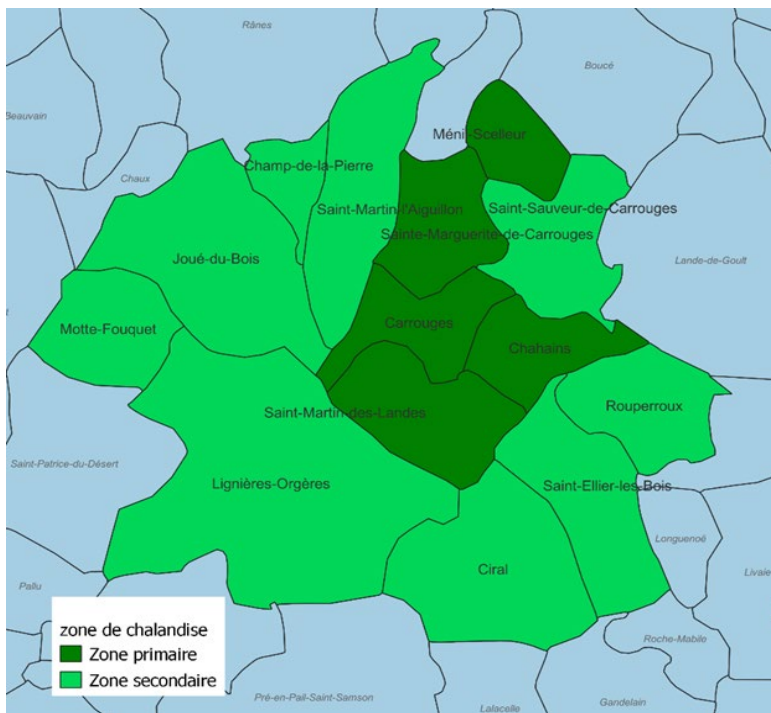 Rânes
Boucé
Beauvain
Ménil-Scelleur
Champ-de-la-Pierre
Chaux
Saint-Martin-l'Aiguillon
Saint-Sauveur-de-Carrouges
Sainte-Marguerite-de-Carrouges
Joué-du-Bois
Lande-de-Goult
Motte-Fouquet
Carrouges
Chahains
Rouperroux
Saint-Martin-des-Landes
Saint-Patrice-du-Désert
Lignières-Orgères
Saint-Ellier-les-Bois
Longuenoë
Ciral
Livaie
Pallu
zone de chalandise
Zone primaire
Zone secondaire
Roche-Mabile
Pré-en-Pail-Saint-Samson
Lalacelle
Gandelain